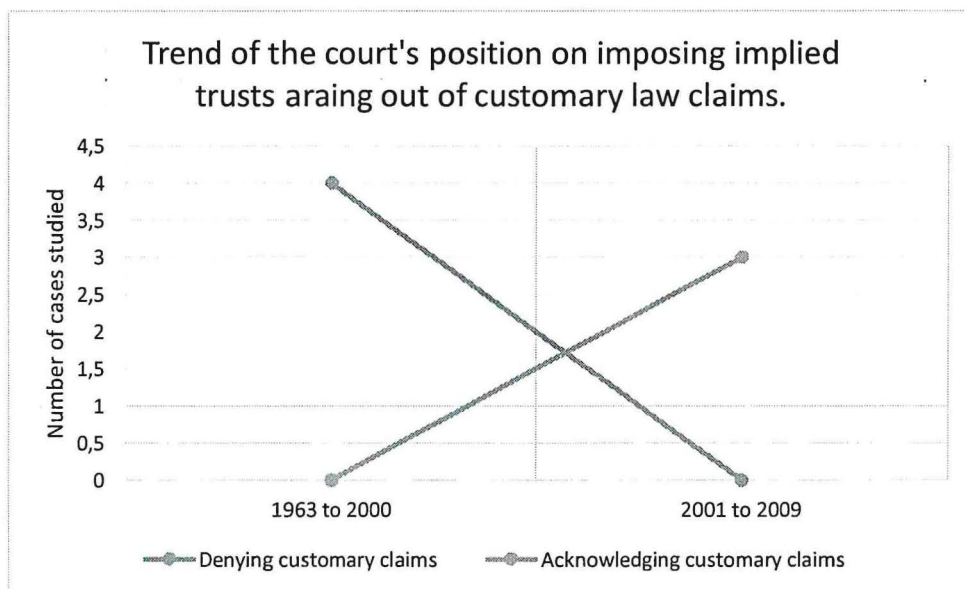 Trend of the court's position on imposing implied
trusts araing out of customary law claims.
Number of cases studied
4,5
4
3,5
3
2,5
2
1,5
1
0,5
0
1963 to 2000
2001 to 2009
Denying customary claims
Acknowledging customary claims